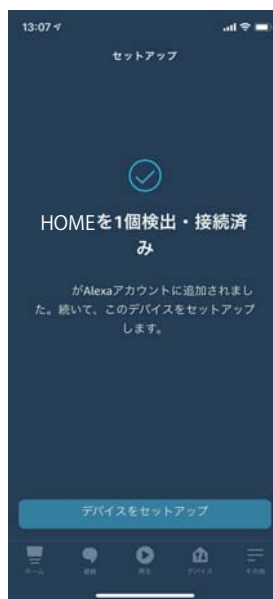 13:07
セットアップ
HOMEを1個検出・接続済
み
がAlexaアカウントに追加されまし
た。続いて、このデバイスをセットアップ
します。
デバイスをセットアップ
ホーム
再生
デバイス
その他